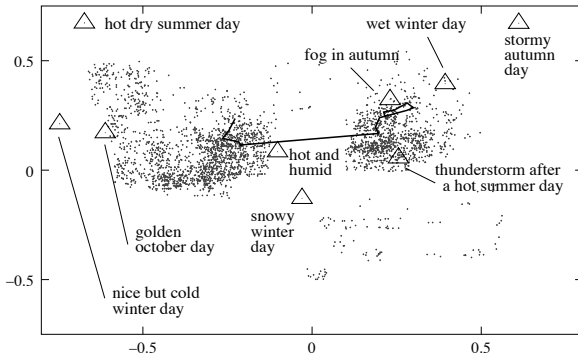 0.5
0
−0.5
−0.5
0
0.5
hot dry summer day
wet winter day
stormy
autumn
day
fog in autumn
hot and
humid
thunderstorm after
a hot summer day
snowy
winter
day
golden
october day
nice but cold
winter day